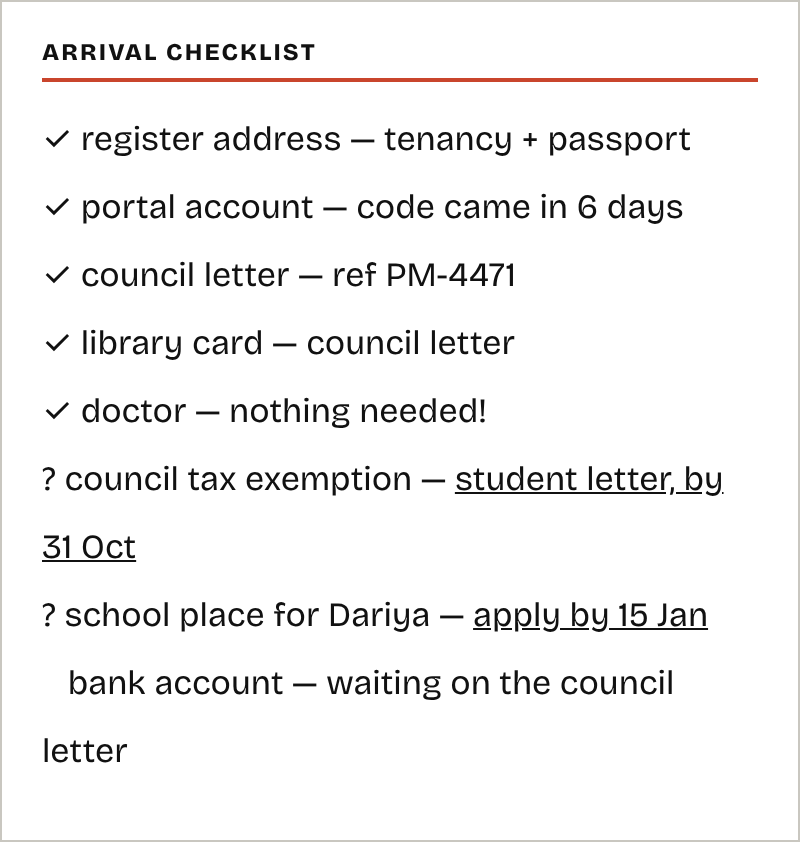 ARRIVAL CHECKLIST
✓ register address — tenancy + passport
✓ portal account — code came in 6 days
✓ council letter — ref PM-4471
✓ library card — council letter
✓ doctor — nothing needed!
? council tax exemption — student letter, by
31 Oct
? school place for Dariya — apply by 15 Jan
bank account — waiting on the council
letter